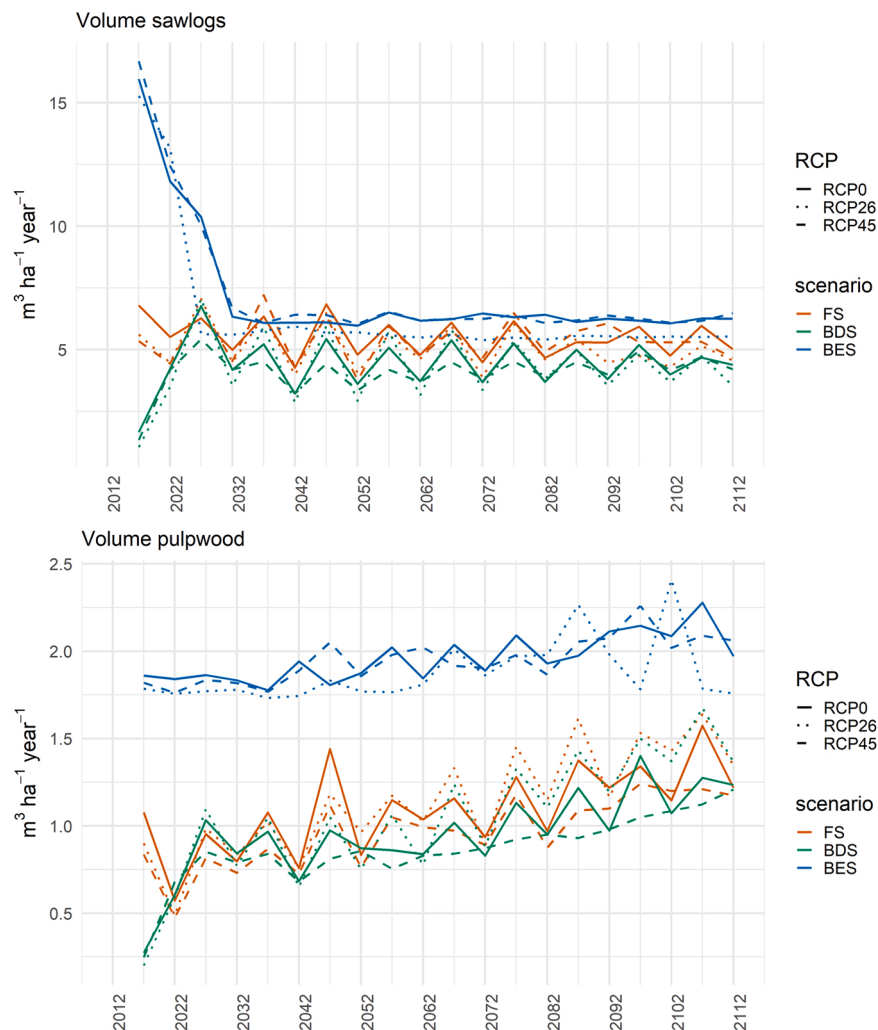 Volume sawlogs
15
10
5
m³ ha⁻¹ year⁻¹
2012
2022
2032
2042
2052
2062
2072
2082
2092
2102
2112
RCP
RCP0
RCP26
RCP45
scenario
FS
BDS
BES
Volume pulpwood
2.5
2.0
1.5
1.0
0.5
m³ ha⁻¹ year⁻¹
2012
2022
2032
2042
2052
2062
2072
2082
2092
2102
2112
RCP
RCP0
RCP26
RCP45
scenario
FS
BDS
BES